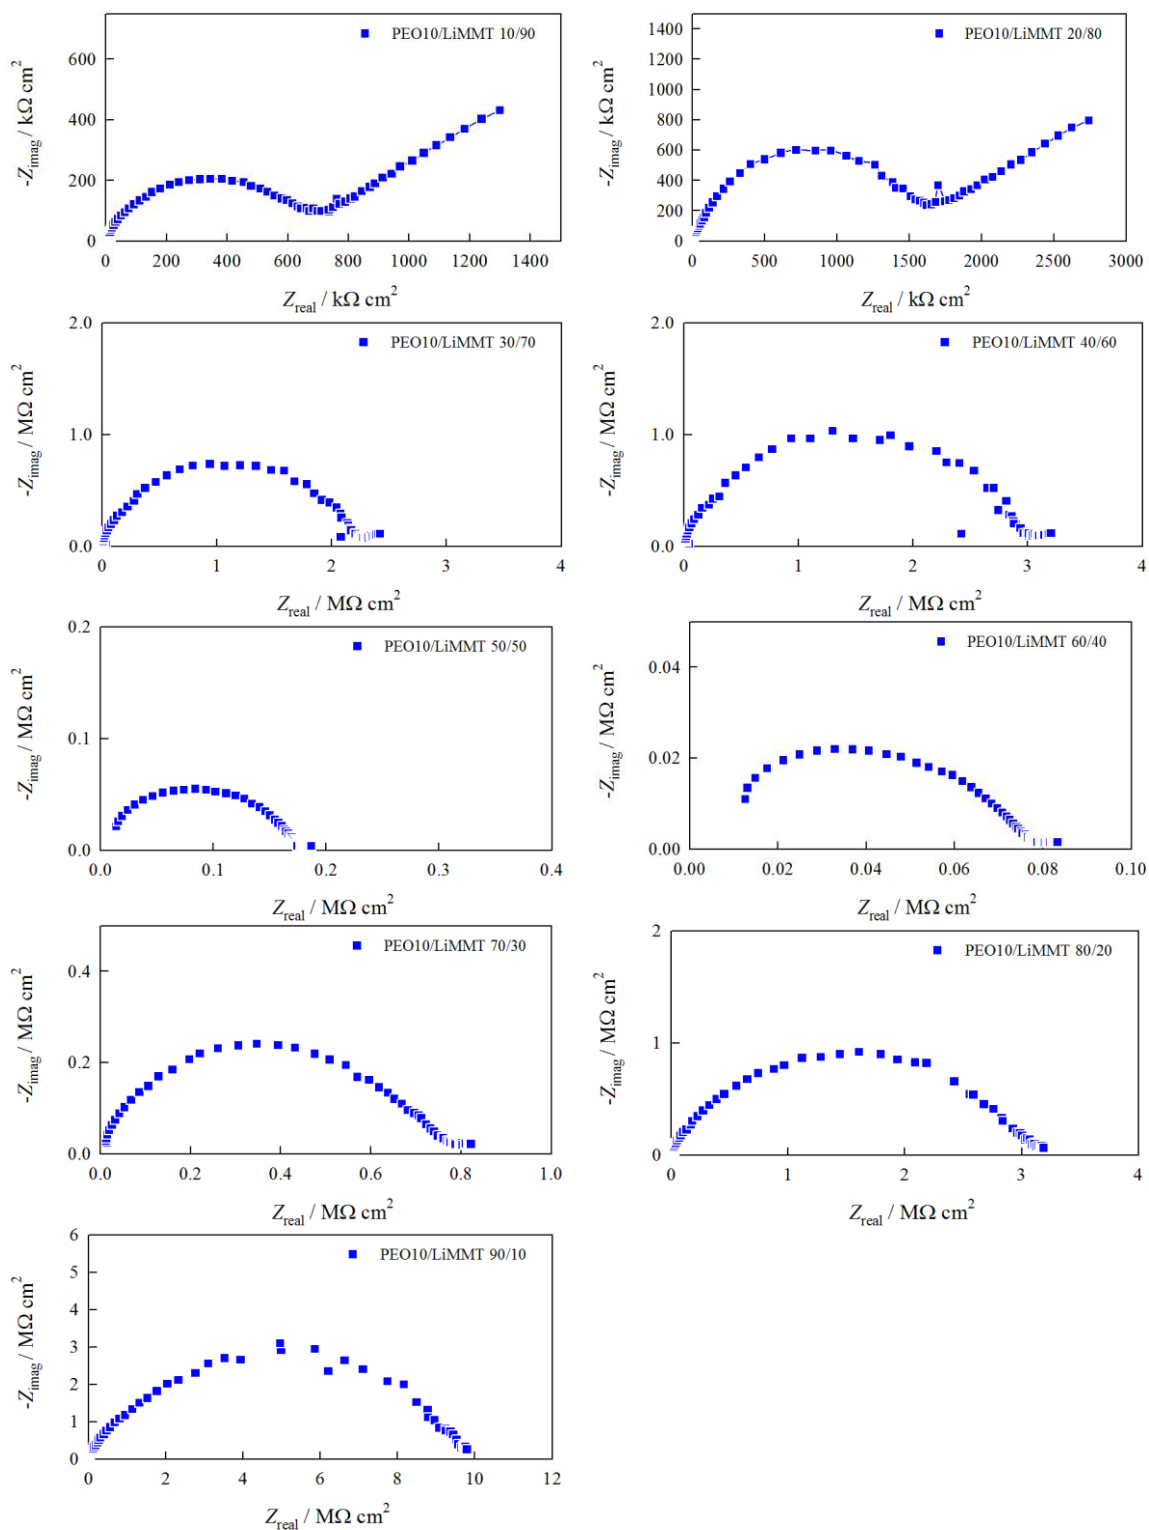 PEO10/LiMMT 10/90
-Zimag / kΩ cm2
600
400
200
0
0 200 400 600 800 1000 1200 1400
Zreal / kΩ cm2
PEO10/LiMMT 20/80
-Zimag / kΩ cm2
1400
1200
1000
800
600
400
200
0
0 500 1000 1500 2000 2500 3000
Zreal / kΩ cm2
PEO10/LiMMT 30/70
-Zimag / MΩ cm2
2.0
1.0
0.0
0 1 2 3 4
Zreal / MΩ cm2
PEO10/LiMMT 40/60
-Zimag / MΩ cm2
2.0
1.0
0.0
0 1 2 3 4
Zreal / MΩ cm2
PEO10/LiMMT 50/50
-Zimag / MΩ cm2
0.2
0.1
0.0
0.0 0.1 0.2 0.3 0.4
Zreal / MΩ cm2
PEO10/LiMMT 60/40
-Zimag / MΩ cm2
0.04
0.02
0.00
0.00 0.02 0.04 0.06 0.08 0.10
Zreal / MΩ cm2
PEO10/LiMMT 70/30
-Zimag / MΩ cm2
0.4
0.2
0.0
0.0 0.2 0.4 0.6 0.8 1.0
Zreal / MΩ cm2
PEO10/LiMMT 80/20
-Zimag / MΩ cm2
2
1
0
0 1 2 3 4
Zreal / MΩ cm2
PEO10/LiMMT 90/10
-Zimag / MΩ cm2
6
5
4
3
2
1
0
0 2 4 6 8 10 12
Zreal / MΩ cm2